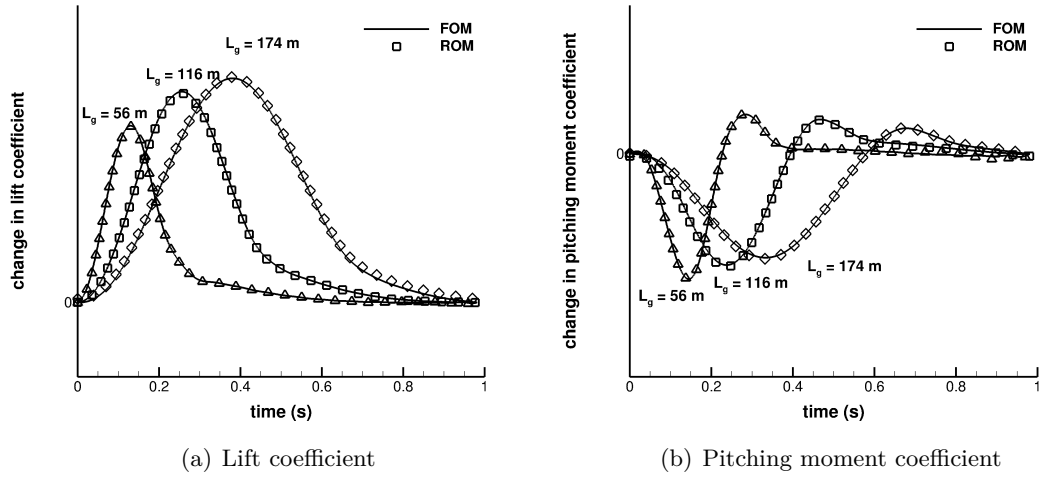 FOM
ROM
L_g = 174 m
L_g = 116 m
L_g = 56 m
change in lift coefficient
0
0 0.2 0.4 0.6 0.8 1
time (s)
(a) Lift coefficient
FOM
ROM
change in pitching moment coefficient
0
L_g = 174 m
L_g = 116 m
L_g = 56 m
0 0.2 0.4 0.6 0.8 1
time (s)
(b) Pitching moment coefficient